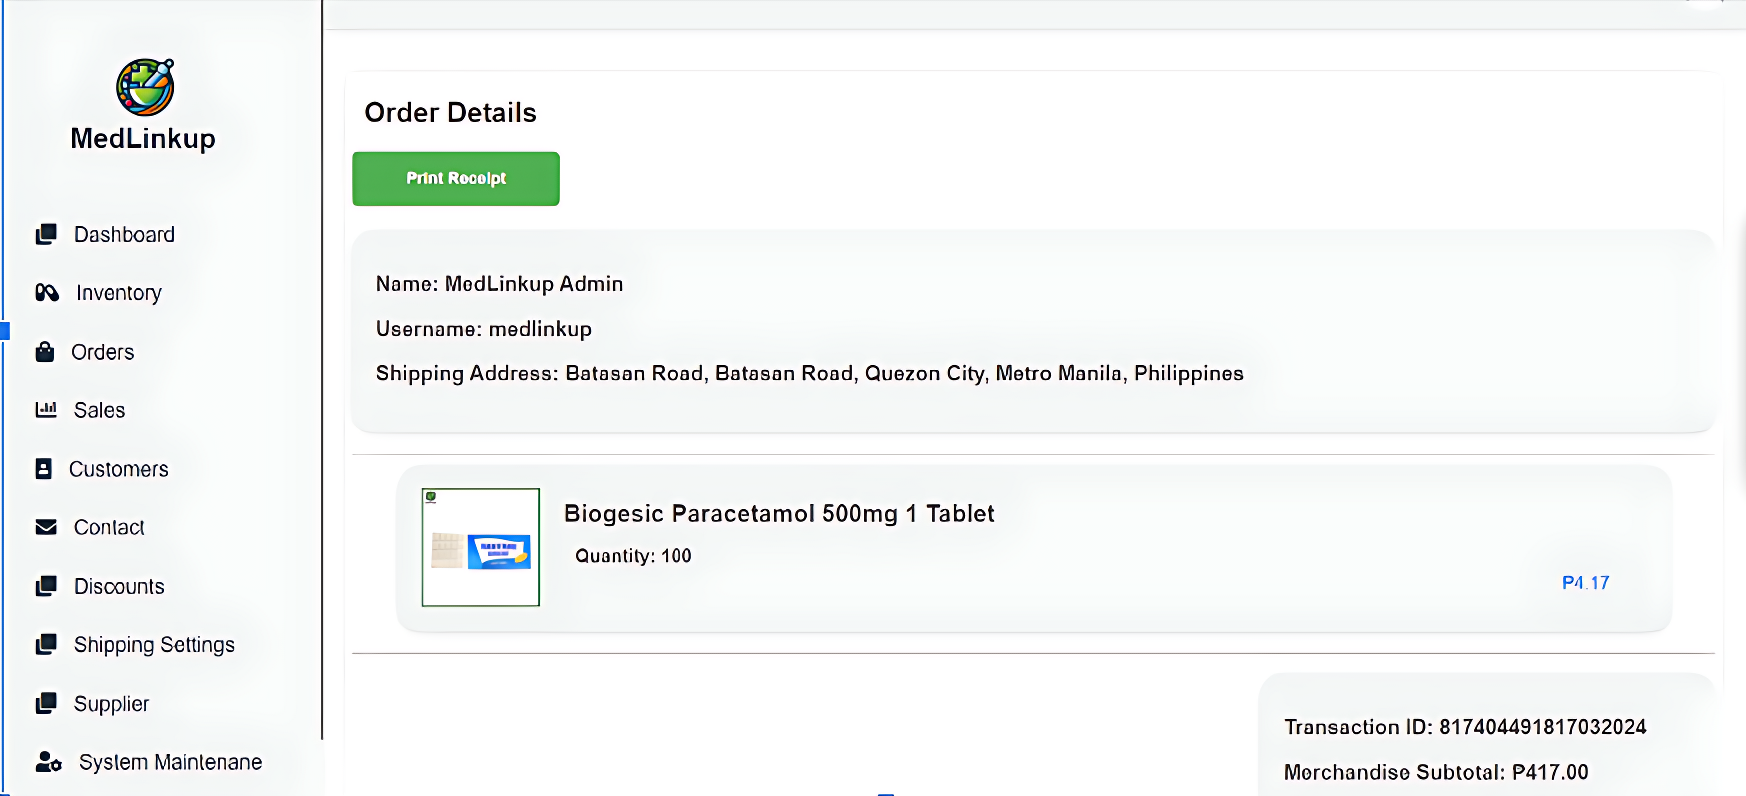 MedLinkup
Dashboard
Inventory
Orders
Sales
Customers
Contact
Discounts
Shipping Settings
Supplier
System Maintenane
Order Details
Print Receipt
Name: MedLinkup Admin
Username: medlinkup
Shipping Address: Batasan Road, Batasan Road, Quezon City, Metro Manila, Philippines
Biogesic Paracetamol 500mg 1 Tablet
Quantity: 100
₱4.17
Transaction ID: 817404491817032024
Merchandise Subtotal: ₱417.00